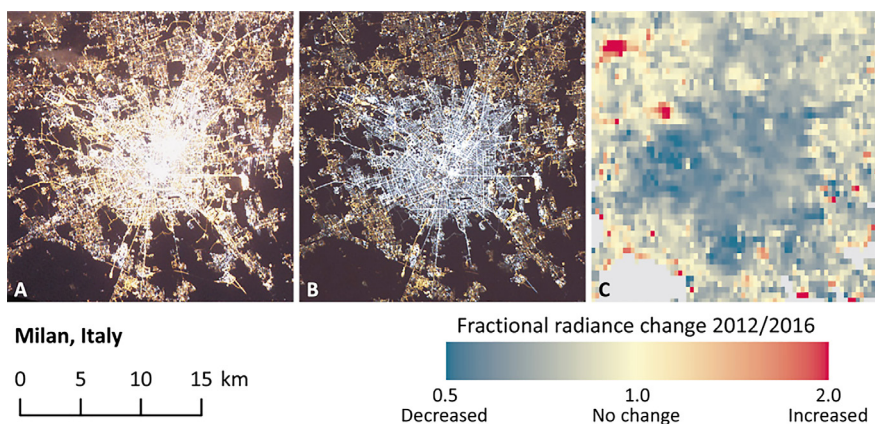 A
B
C
Milan, Italy
0 5 10 15 km
Fractional radiance change 2012/2016
0.5 1.0 2.0
Decreased No change Increased